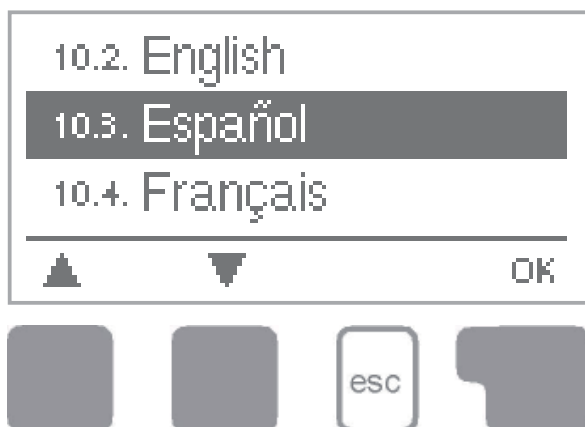 10.2. English
10.3. Español
10.4. Français
OK
esc